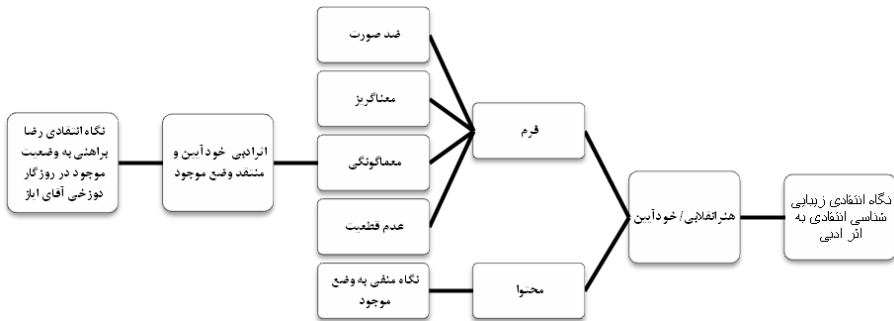 نگاه انتقادی زیبایی
شناسی انتقادی به
اثر ادبی
هنرانقلابی/ خودآیین
فرم
محتوا
ضد صورت
معناگریز
معماگونگی
عدم قطعیت
نگاه منفی به وضع
موجود
اثرادبی خودآیین و
منتقد وضع موجود
نگاه انتقادی رضا
براهنی به وضعیت
موجود در روزگار
دوزخی آقای ایاز